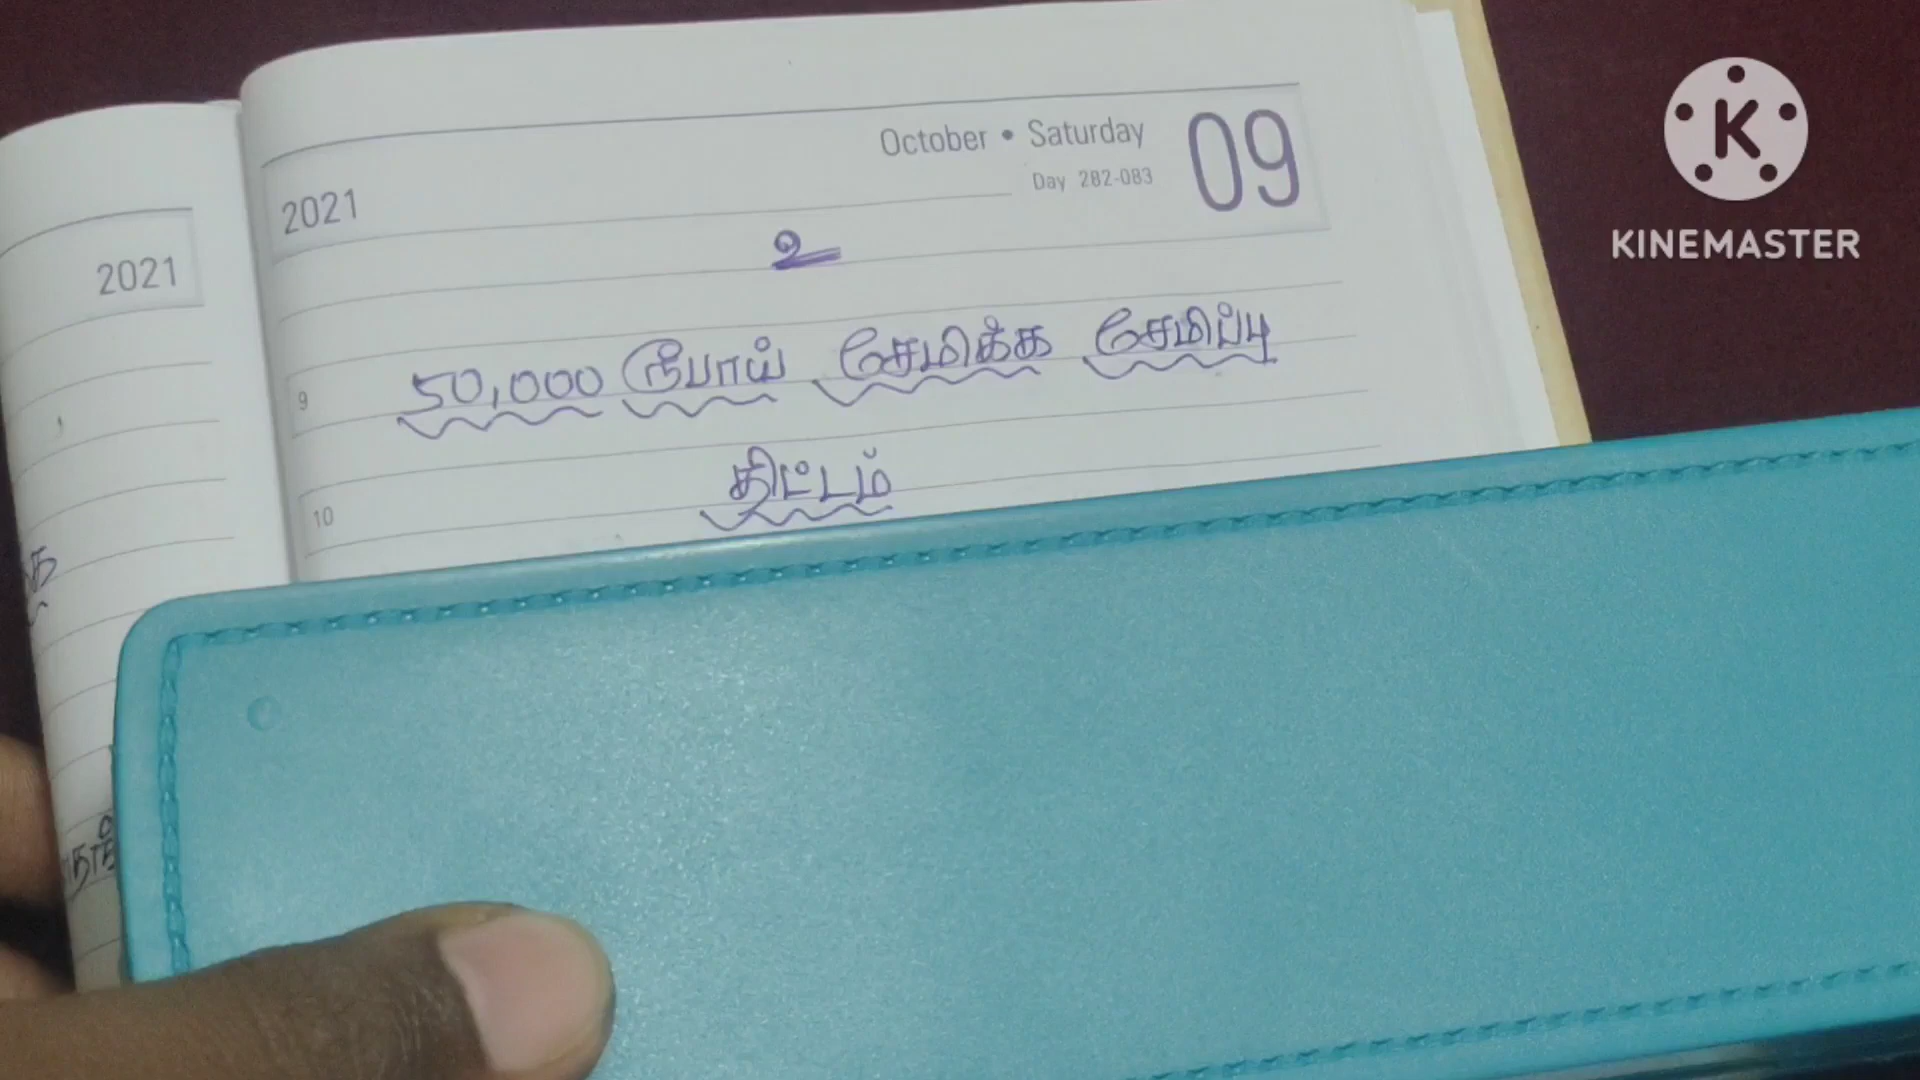 October • Saturday 09
Day 282-083
2021
2021
உ
50,000 ரூபாய் சேமிக்க சேமிப்பு
9
திட்டம்
10
K
KINEMASTER